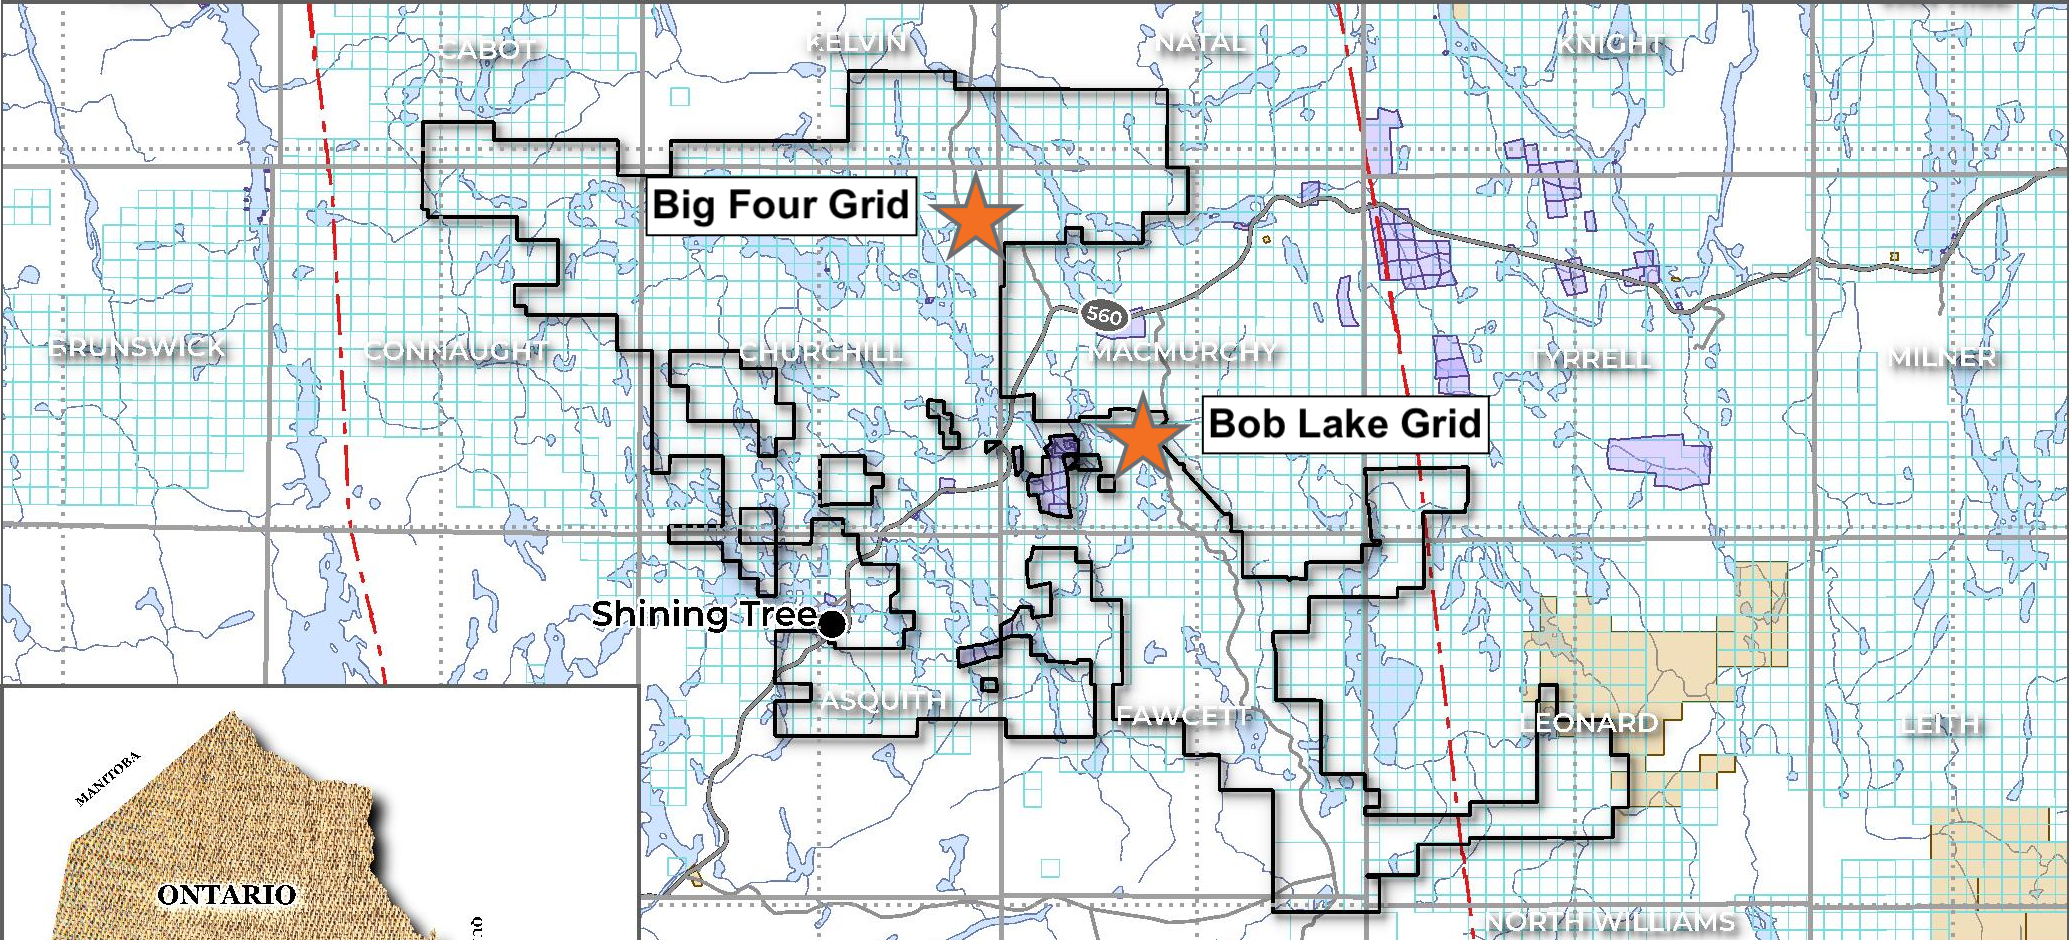 CABOT
KELVIN
NATAL
KNIGHT
Big Four Grid
560
BRUNSWICK
CONNAUGHT
CHURCHILL
MACMURCHY
TYRRELL
MILNER
Bob Lake Grid
Shining Tree
ASQUITH
FAWCETT
LEONARD
LEITH
MANITOBA
ONTARIO
NORTH WILLIAMS